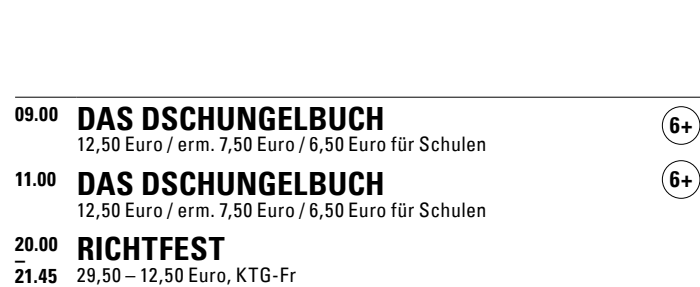 09.00 DAS DSCHUNGELBUCH 6+
12,50 Euro / erm. 7,50 Euro / 6,50 Euro für Schulen
11.00 DAS DSCHUNGELBUCH 6+
12,50 Euro / erm. 7,50 Euro / 6,50 Euro für Schulen
20.00 RICHTFEST
–
21.45 29,50 – 12,50 Euro, KTG-Fr